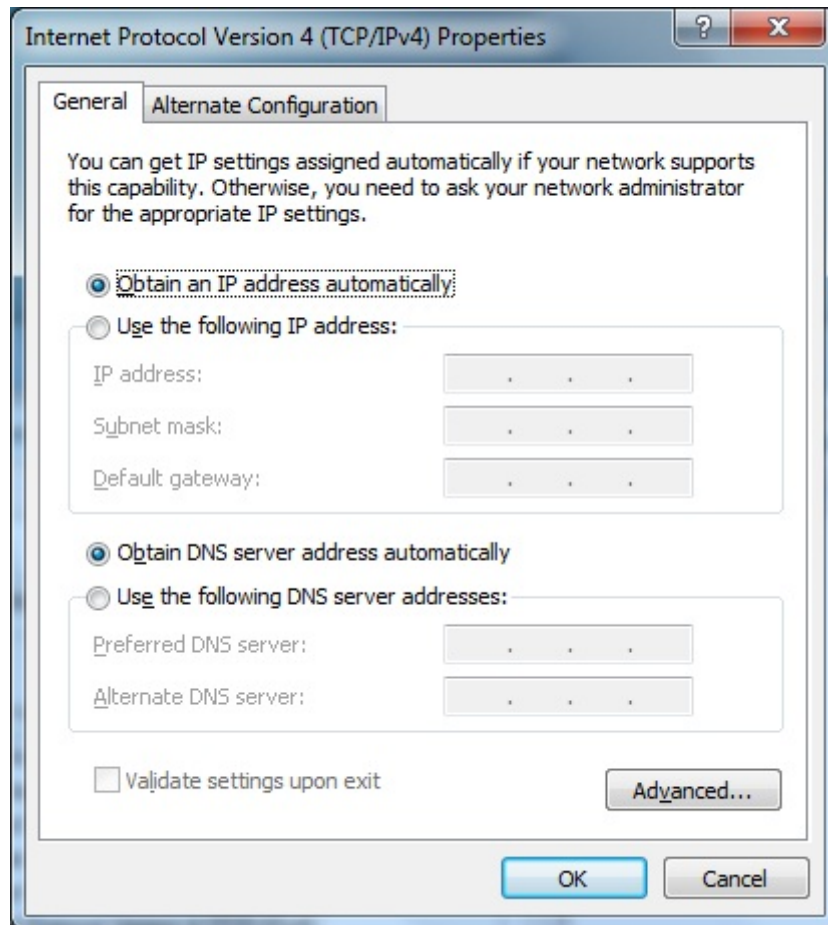 Internet Protocol Version 4 (TCP/IPv4) Properties
General
Alternate Configuration
You can get IP settings assigned automatically if your network supports
this capability. Otherwise, you need to ask your network administrator
for the appropriate IP settings.
Obtain an IP address automatically
Use the following IP address:
IP address:
Subnet mask:
Default gateway:
Obtain DNS server address automatically
Use the following DNS server addresses:
Preferred DNS server:
Alternate DNS server:
Validate settings upon exit
Advanced...
OK
Cancel